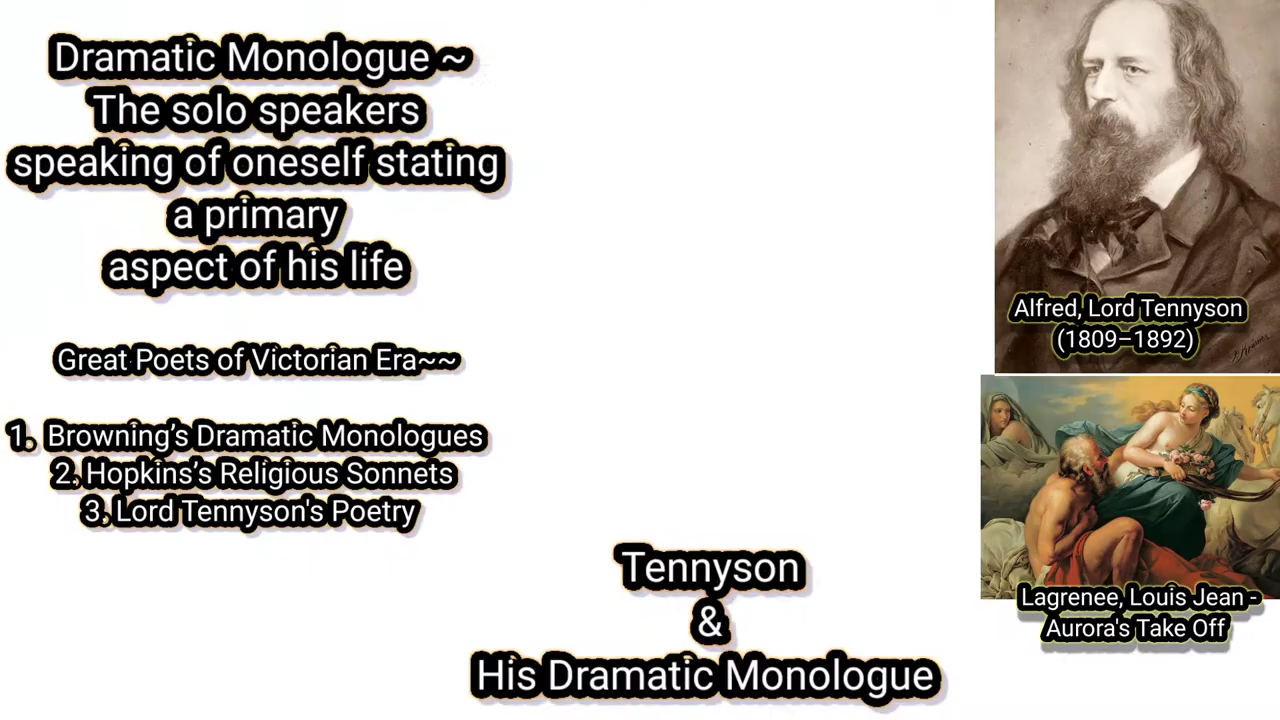 Dramatic Monologue ~
The solo speakers
speaking of oneself stating
a primary
aspect of his life
Great Poets of Victorian Era~~
1. Browning’s Dramatic Monologues
2. Hopkins’s Religious Sonnets
3. Lord Tennyson's Poetry
Tennyson
&
His Dramatic Monologue
Alfred, Lord Tennyson
(1809–1892)
Lagrenee, Louis Jean -
Aurora's Take Off